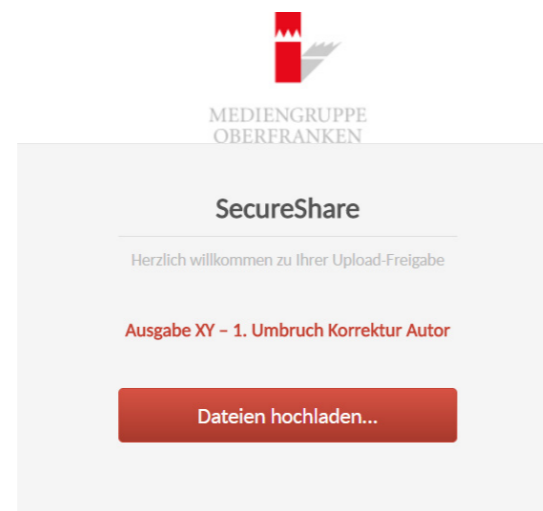 MEDIENGRUPPE
OBERFRANKEN
SecureShare
Herzlich willkommen zu Ihrer Upload-Freigabe
Ausgabe XY – 1. Umbruch Korrektur Autor
Dateien hochladen...